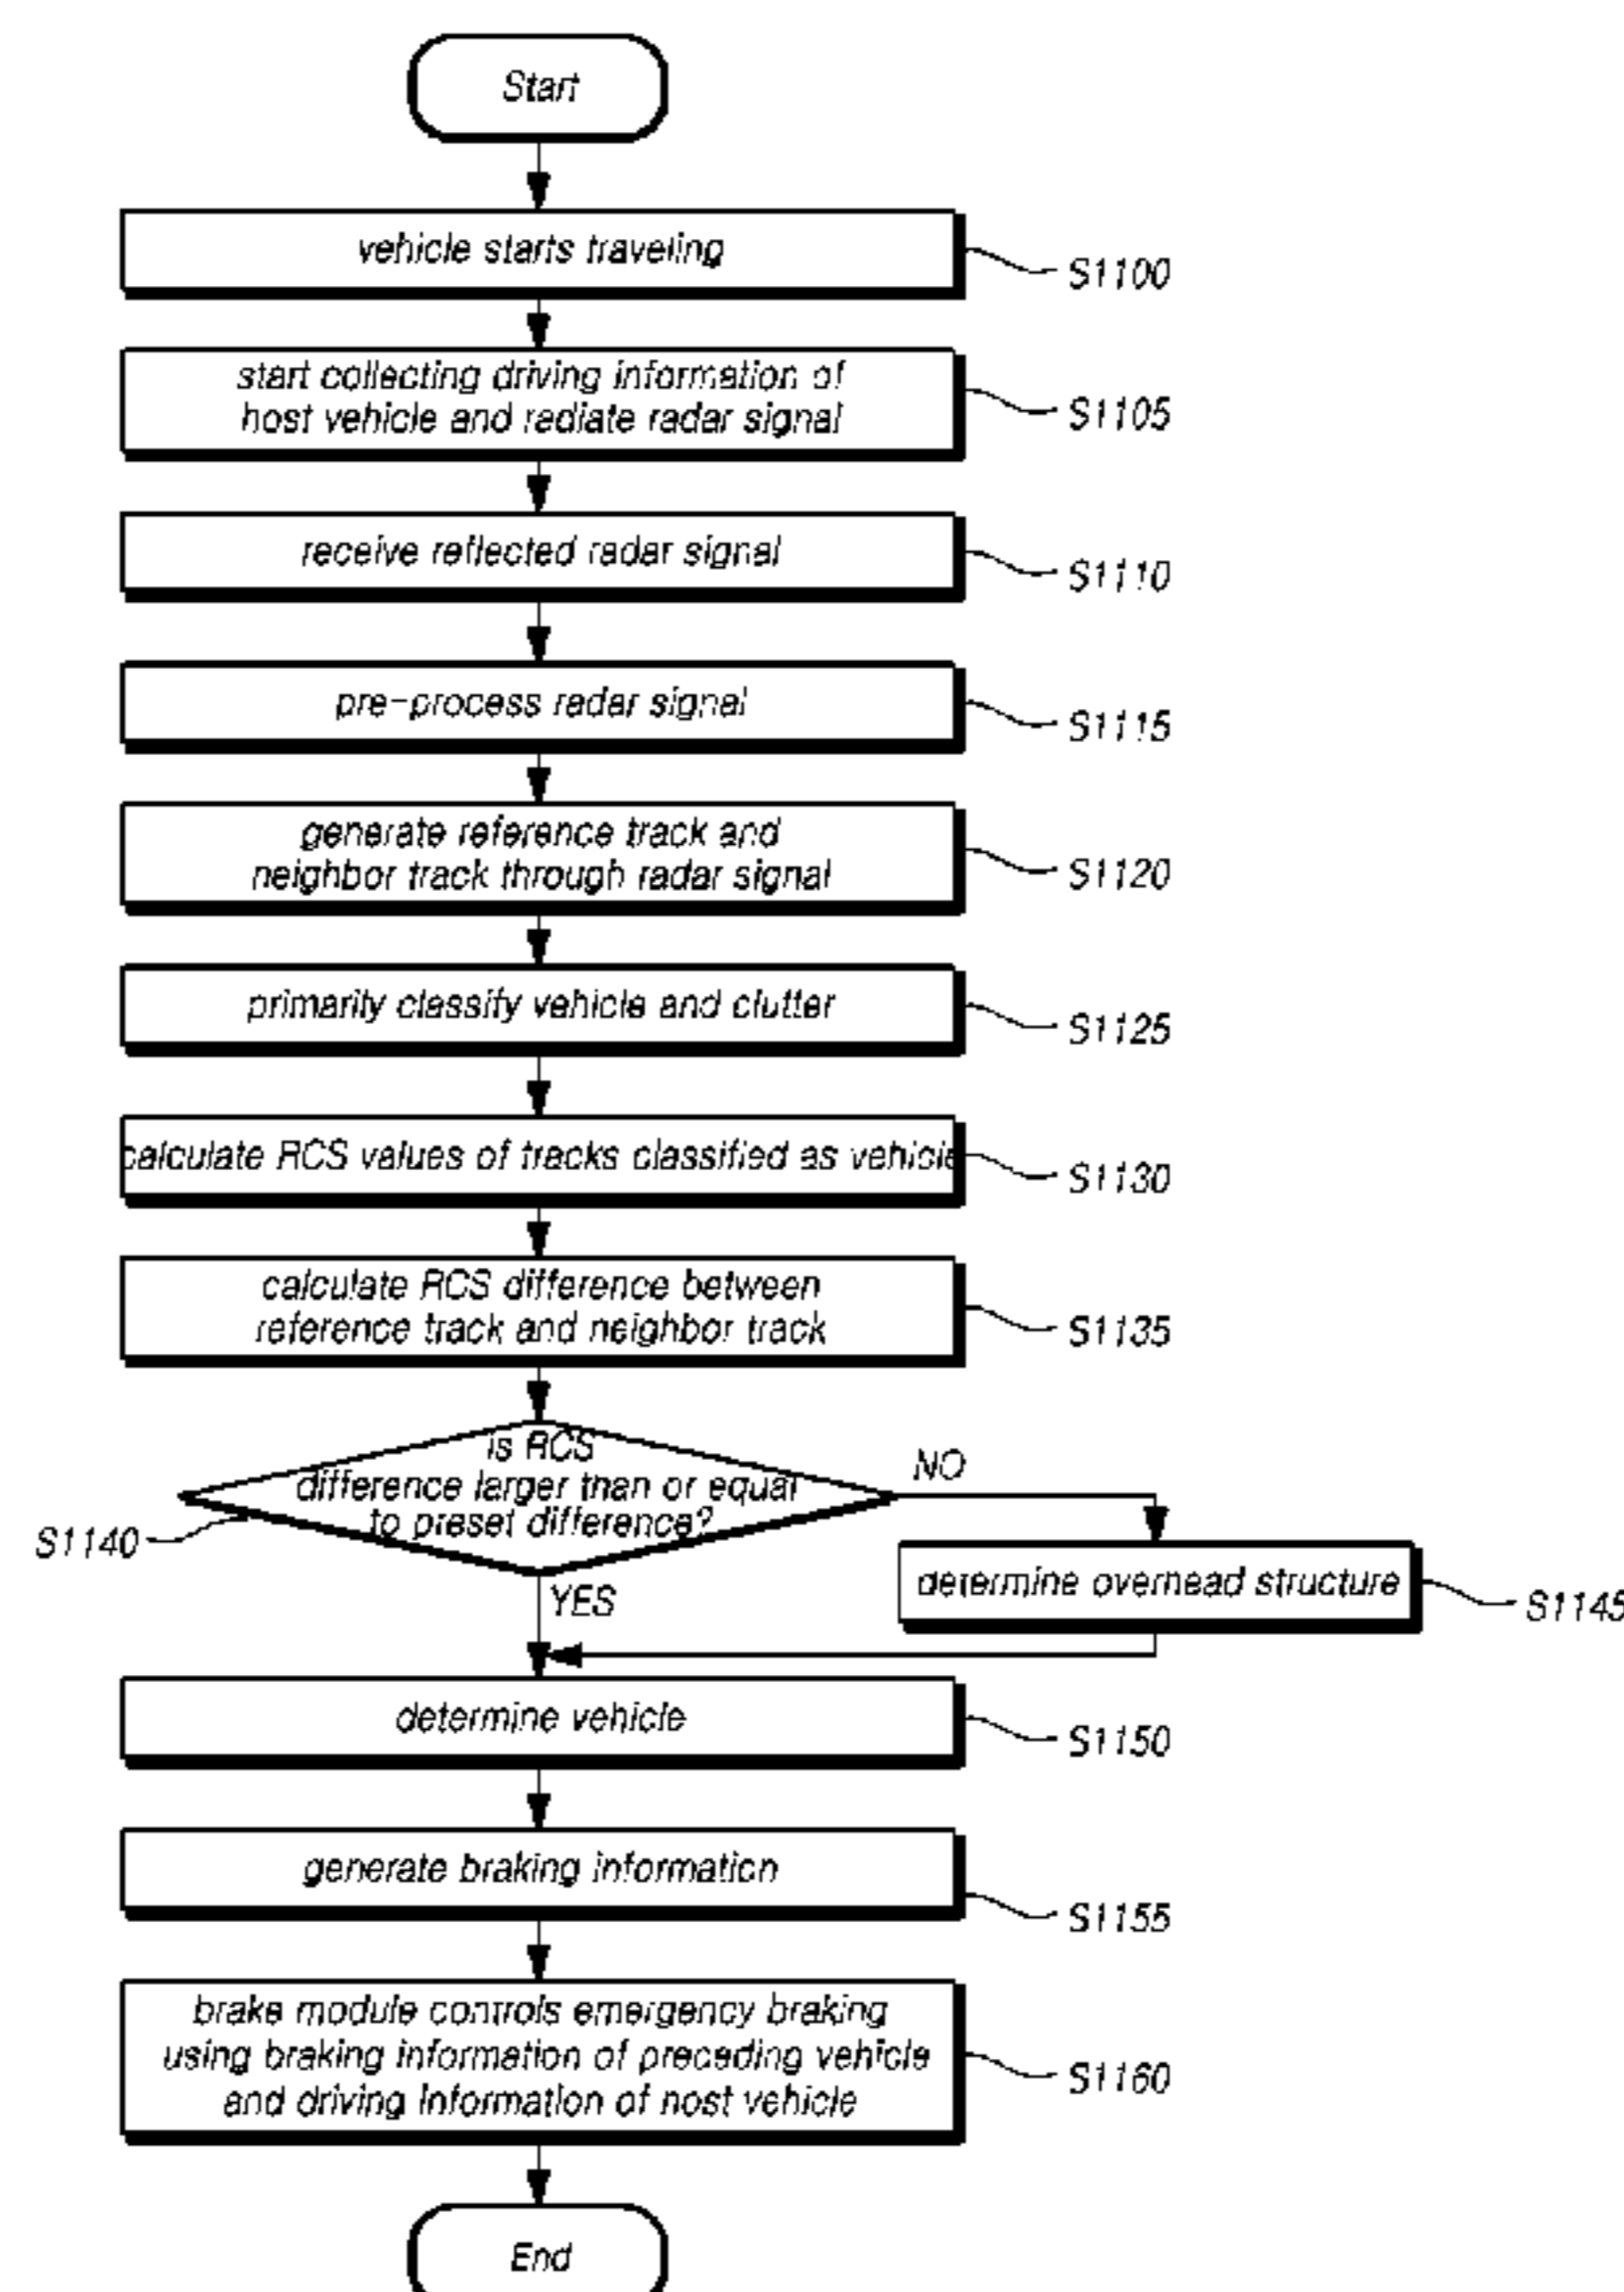 Start
vehicle starts traveling
S1100
start collecting driving information of
host vehicle and radiate radar signal
S1105
receive reflected radar signal
S1110
pre-process radar signal
S1115
generate reference track and
neighbor track through radar signal
S1120
primarily classify vehicle and clutter
S1125
calculate RCS values of tracks classified as vehicle
S1130
calculate RCS difference between
reference track and neighbor track
S1135
is RCS
difference larger than or equal
to preset difference?
NO
S1140
YES
determine overhead structure
S1145
determine vehicle
S1150
generate braking information
S1155
brake module controls emergency braking
using braking information of preceding vehicle
and driving information of host vehicle
S1160
End